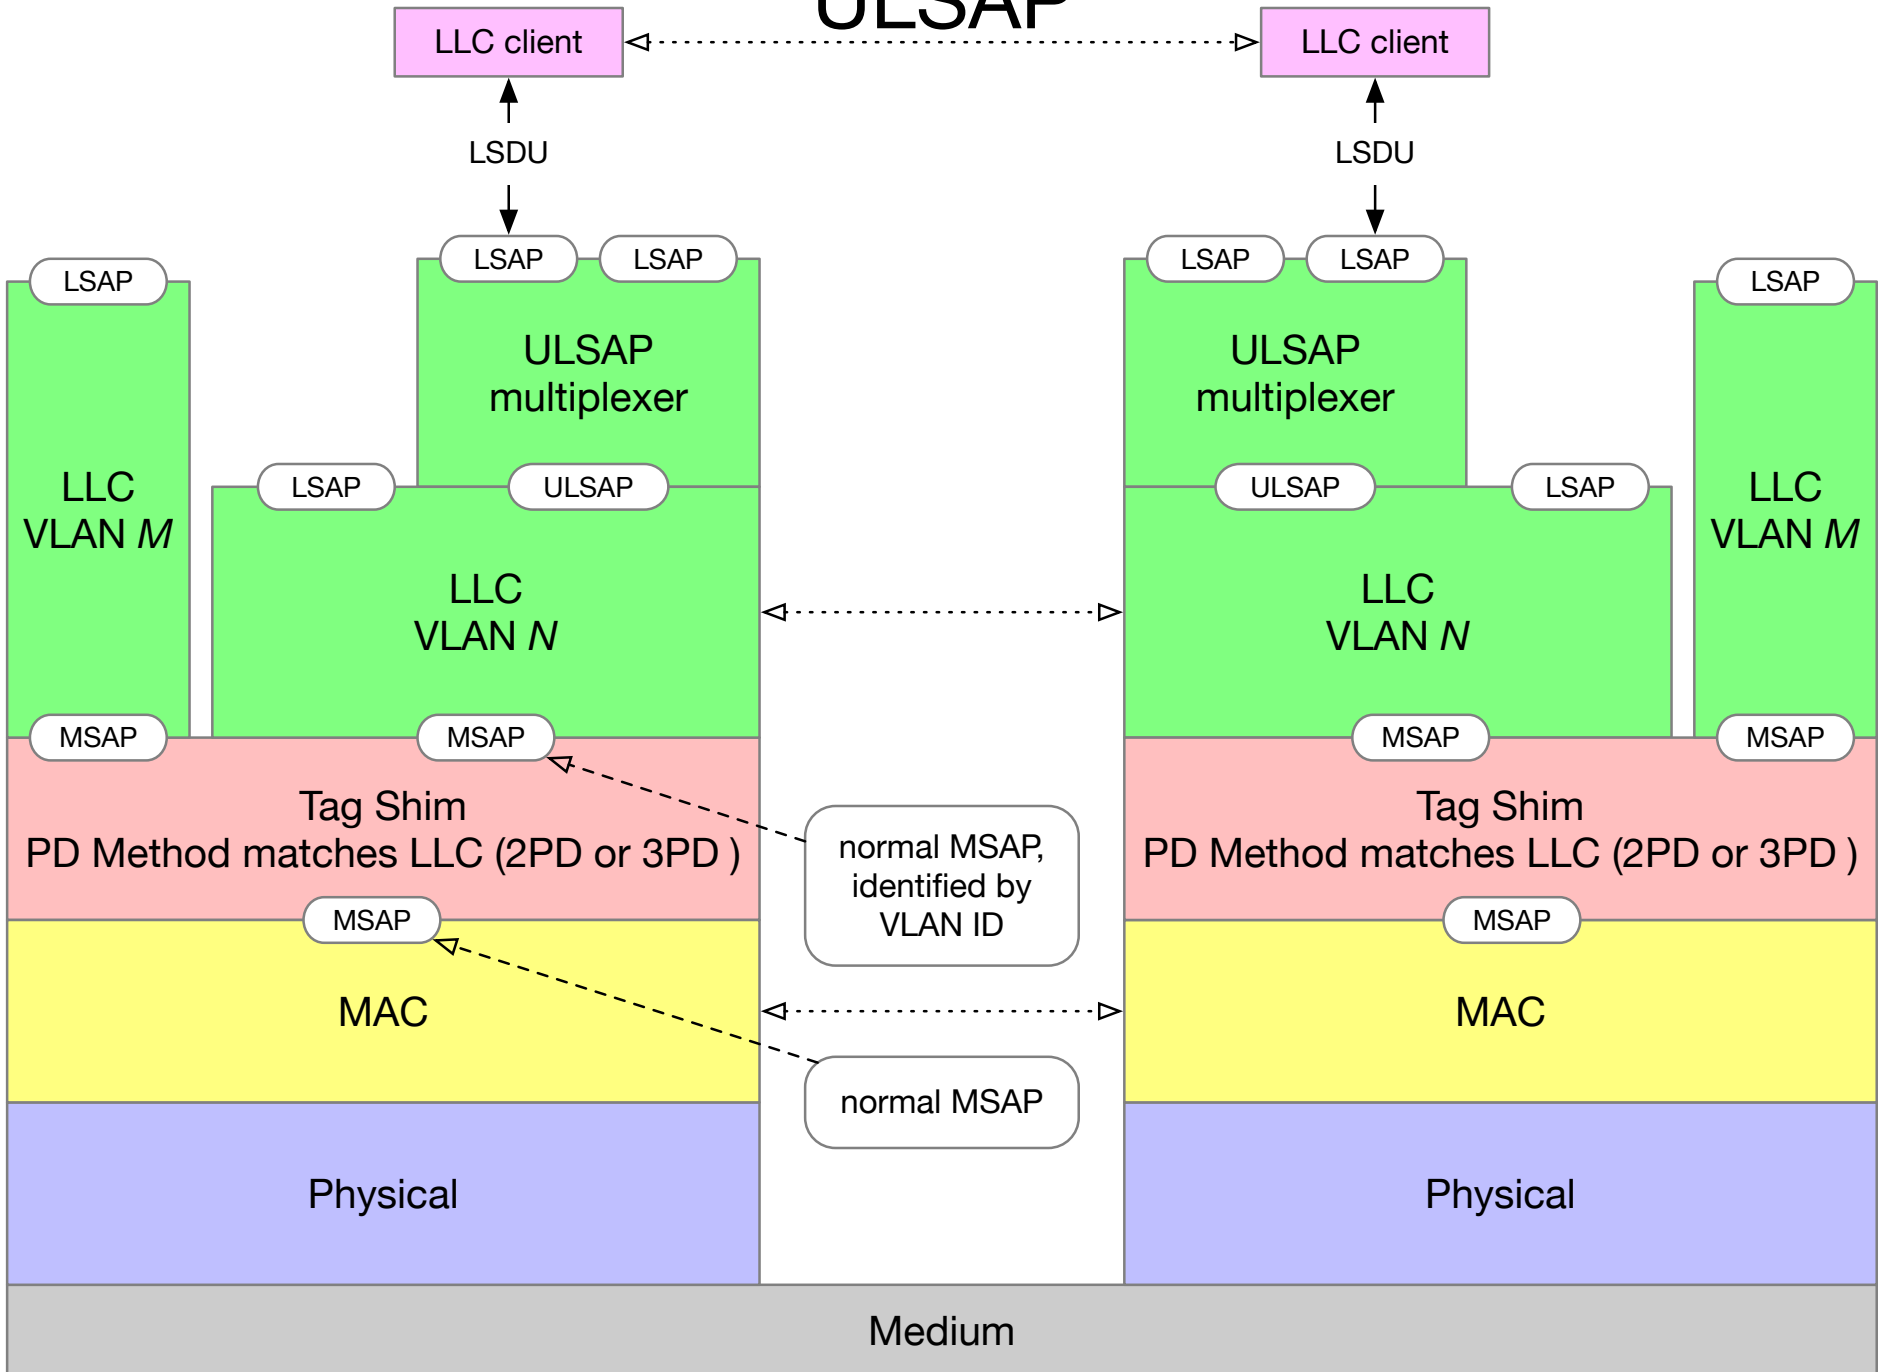 ULSAP
LLC client
LLC client
LSDU
LSDU
LSAP
LSAP
LSAP
LSAP
LSAP
LSAP
ULSAP
multiplexer
ULSAP
multiplexer
LLC
VLAN M
LSAP
ULSAP
ULSAP
LSAP
LLC
VLAN M
LLC
VLAN N
LLC
VLAN N
MSAP
MSAP
MSAP
MSAP
Tag Shim
PD Method matches LLC (2PD or 3PD )
normal MSAP,
identified by
VLAN ID
Tag Shim
PD Method matches LLC (2PD or 3PD )
MSAP
MSAP
MAC
MAC
normal MSAP
Physical
Physical
Medium